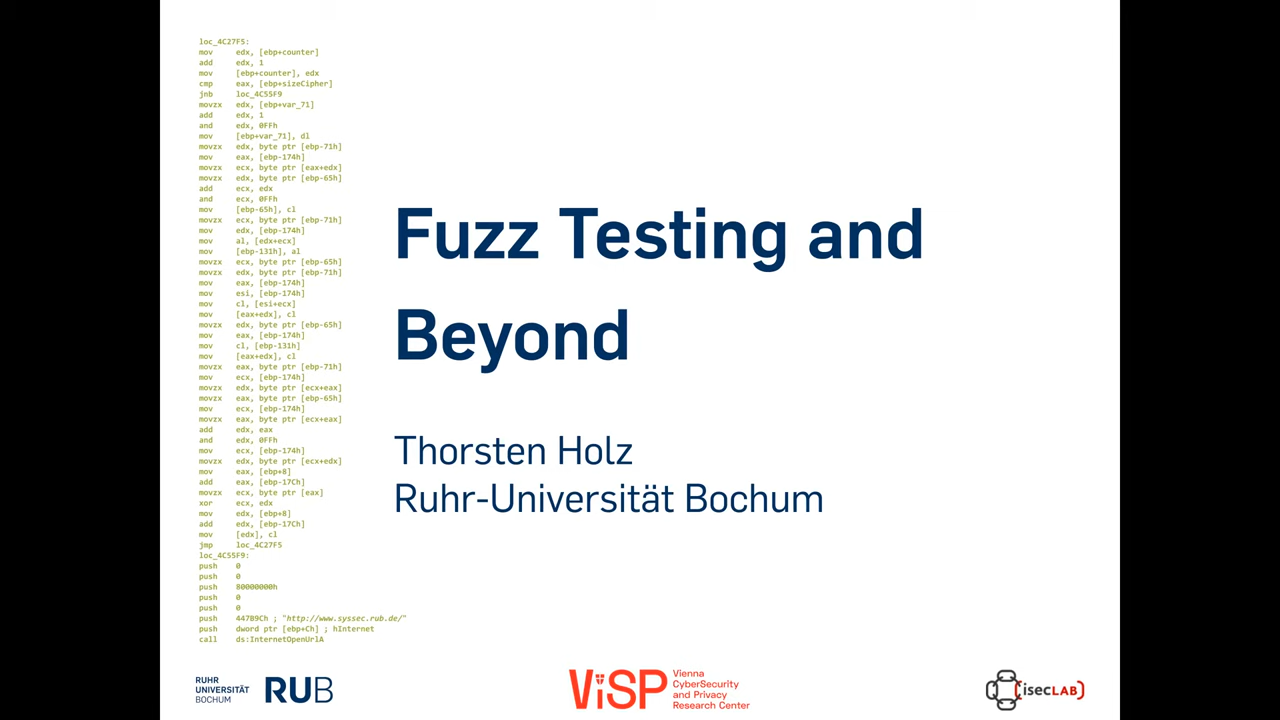 loc_4C27F5:
mov edx, [ebp+counter]
add edx, 1
mov [ebp+counter], edx
cmp eax, [ebp+sizeCipher]
jnb loc_4C55F9
movzx edx, [ebp+var_71]
add edx, 1
and edx, 0FFh
mov [ebp+var_71], dl
movzx edx, byte ptr [ebp-71h]
mov eax, [ebp-174h]
movzx ecx, byte ptr [eax+edx]
movzx edx, byte ptr [ebp-65h]
add ecx, edx
and ecx, 0FFh
mov [ebp-65h], cl
movzx ecx, byte ptr [ebp-71h]
mov edx, [ebp-174h]
mov al, [edx+ecx]
mov [ebp-131h], al
movzx ecx, byte ptr [ebp-65h]
movzx edx, byte ptr [ebp-71h]
mov eax, [ebp-174h]
mov esi, [ebp-174h]
mov cl, [esi+ecx]
mov [eax+edx], cl
movzx edx, byte ptr [ebp-65h]
mov eax, [ebp-174h]
mov cl, [ebp-131h]
mov [eax+edx], cl
movzx eax, byte ptr [ebp-71h]
mov ecx, [ebp-174h]
movzx edx, byte ptr [ecx+eax]
movzx eax, byte ptr [ebp-65h]
mov ecx, [ebp-174h]
movzx eax, byte ptr [ecx+eax]
add edx, eax
and edx, 0FFh
mov ecx, [ebp-174h]
movzx edx, byte ptr [ecx+edx]
mov eax, [ebp+8]
add eax, [ebp-17Ch]
movzx ecx, byte ptr [eax]
xor ecx, edx
mov edx, [ebp+8]
add edx, [ebp-17Ch]
mov [edx], cl
jmp loc_4C27F5
loc_4C55F9:
push 0
push 0
push 80000000h
push 0
push 0
push 447B9Ch ; "http://www.syssec.rub.de/"
push dword ptr [ebp+Ch] ; hInternet
call ds:InternetOpenUrlA
Fuzz Testing and
Beyond
Thorsten Holz
Ruhr-Universität Bochum
RUHR
UNIVERSITÄT
BOCHUM
RUB
ViSP
Vienna
CyberSecurity
and Privacy
Research Center
isecLAB